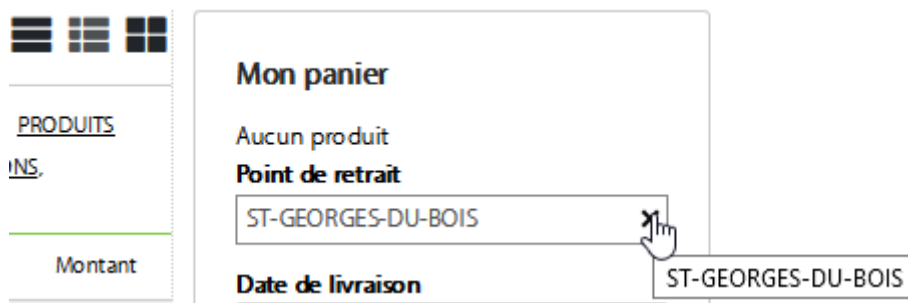 Mon panier
PRODUITS
Aucun produit
NS,
Point de retrait
ST-GEORGES-DU-BOIS
Montant
ST-GEORGES-DU-BOIS
Date de livraison